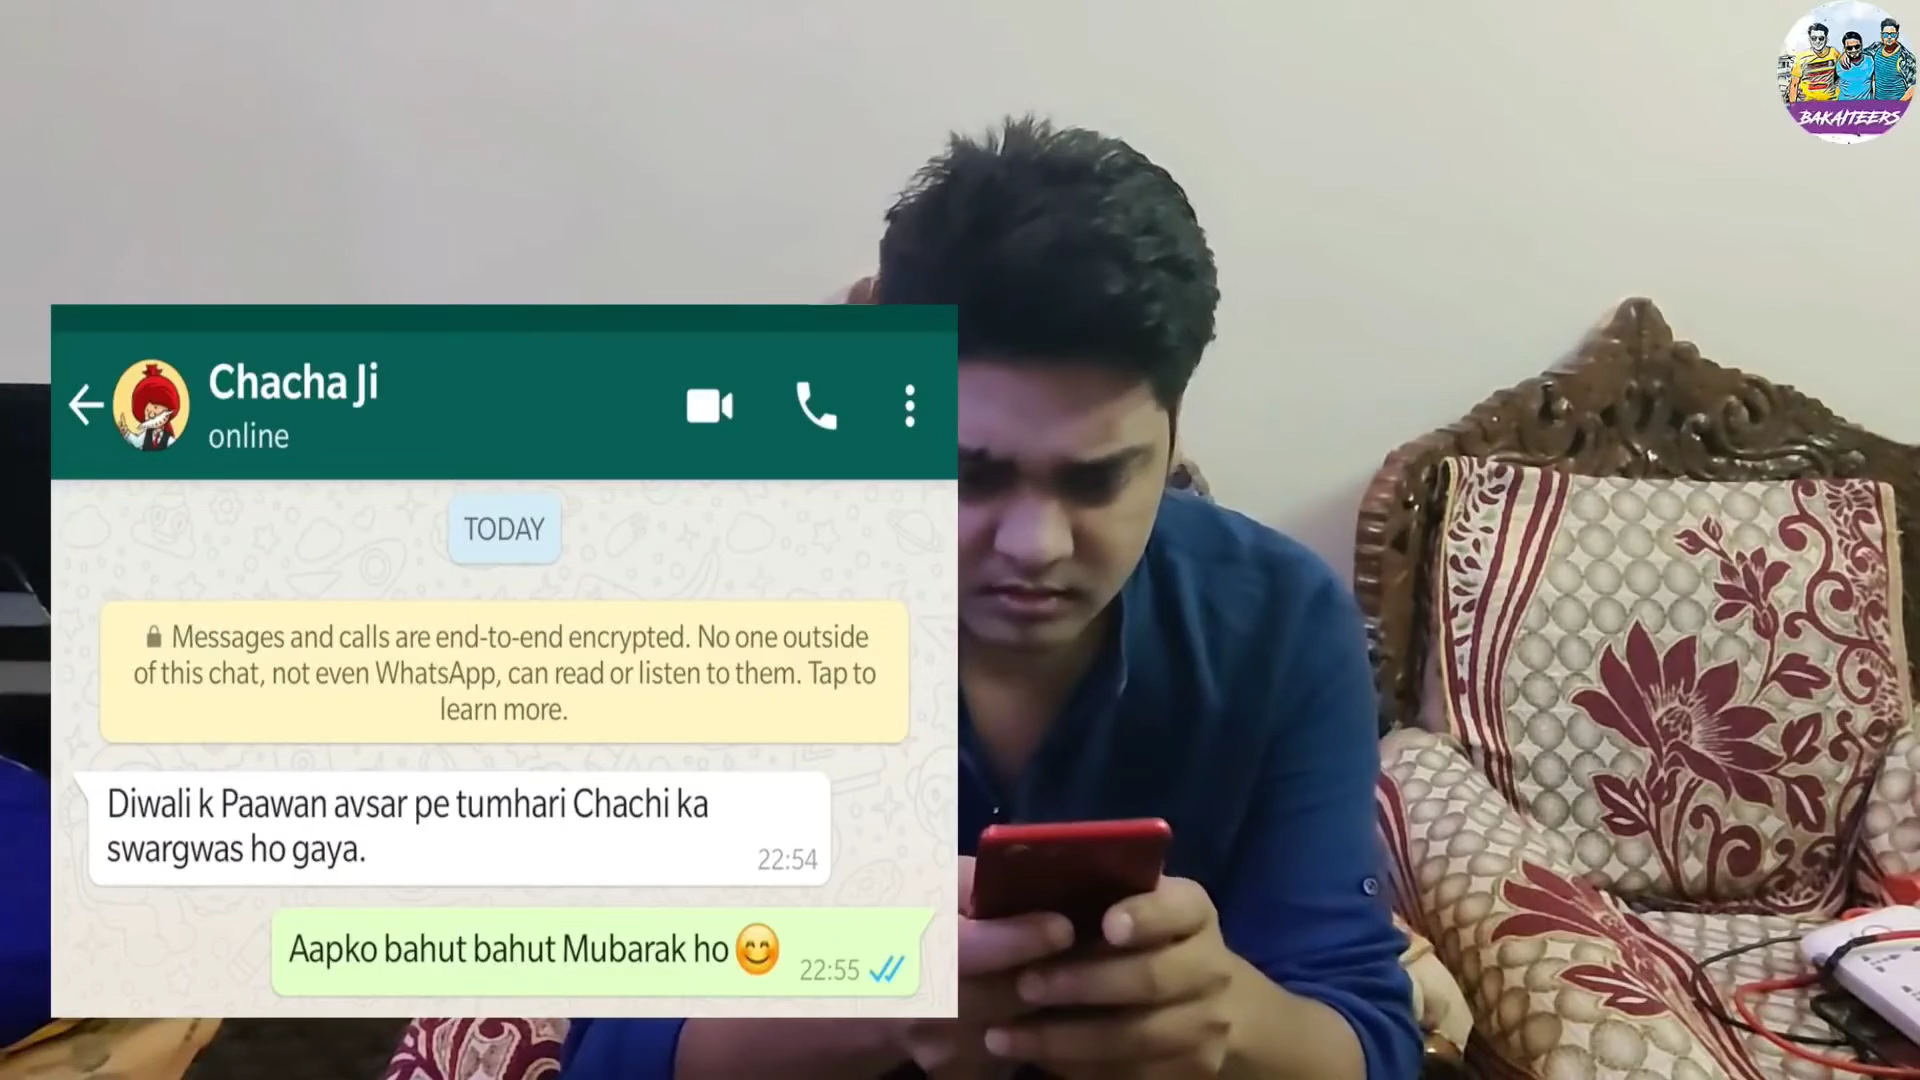 BAKAITEERS
Chacha Ji
online
TODAY
Messages and calls are end-to-end encrypted. No one outside
of this chat, not even WhatsApp, can read or listen to them. Tap to
learn more.
Diwali k Paawan avsar pe tumhari Chachi ka
swargwas ho gaya.
22:54
Aapko bahut bahut Mubarak ho😊
22:55